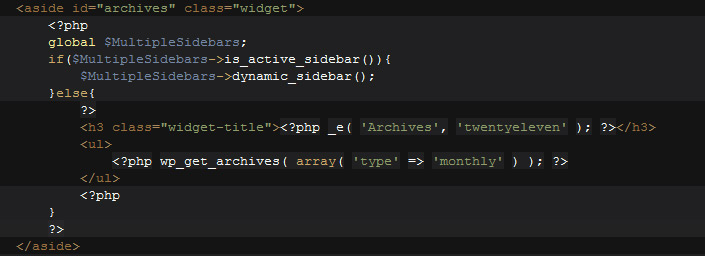 <aside id="archives" class="widget">
<?php
global $MultipleSidebars;
if($MultipleSidebars->is_active_sidebar()){
$MultipleSidebars->dynamic_sidebar();
}else{
?>
<h3 class="widget-title"><?php _e( 'Archives', 'twentyeleven' ); ?></h3>
<ul>
<?php wp_get_archives( array( 'type' => 'monthly' ) ); ?>
</ul>
<?php
}
?>
</aside>